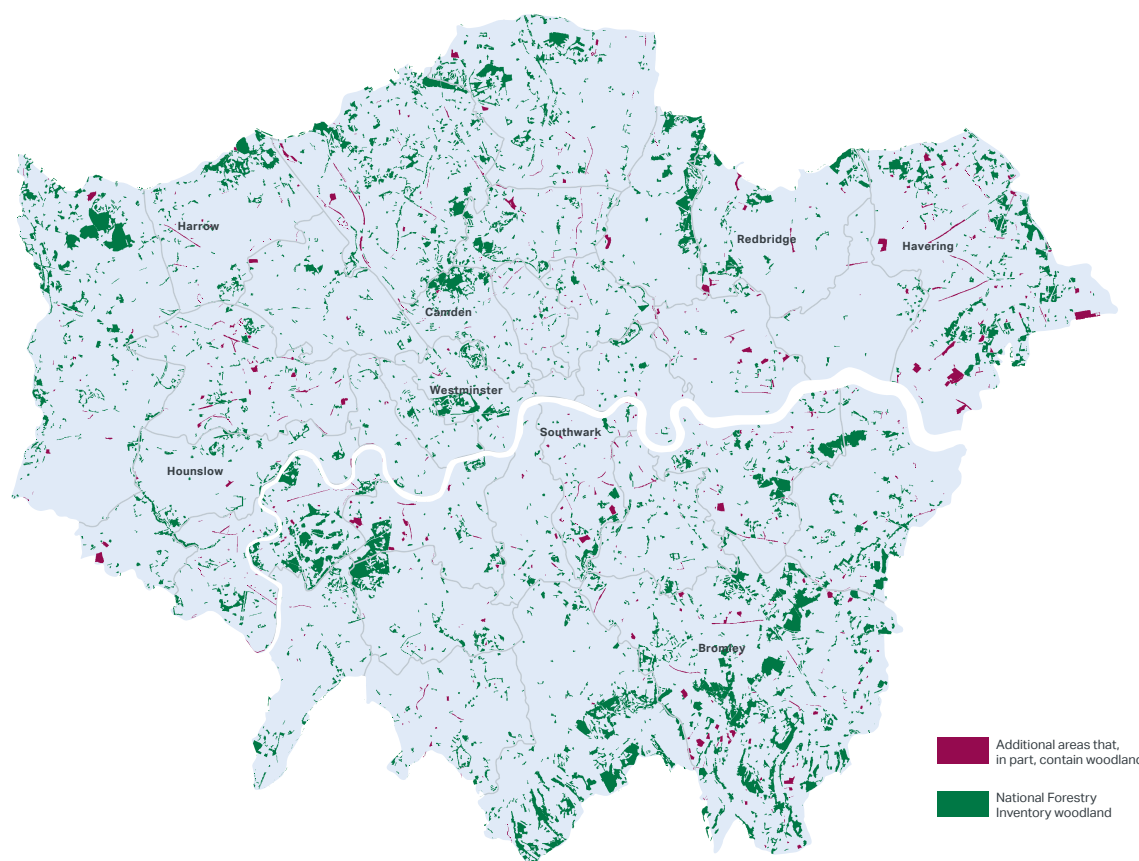 Harrow
Redbridge
Havering
Camden
Westminster
Southwark
Hounslow
Bromley
Additional areas that,
in part, contain woodland
National Forestry
Inventory woodland